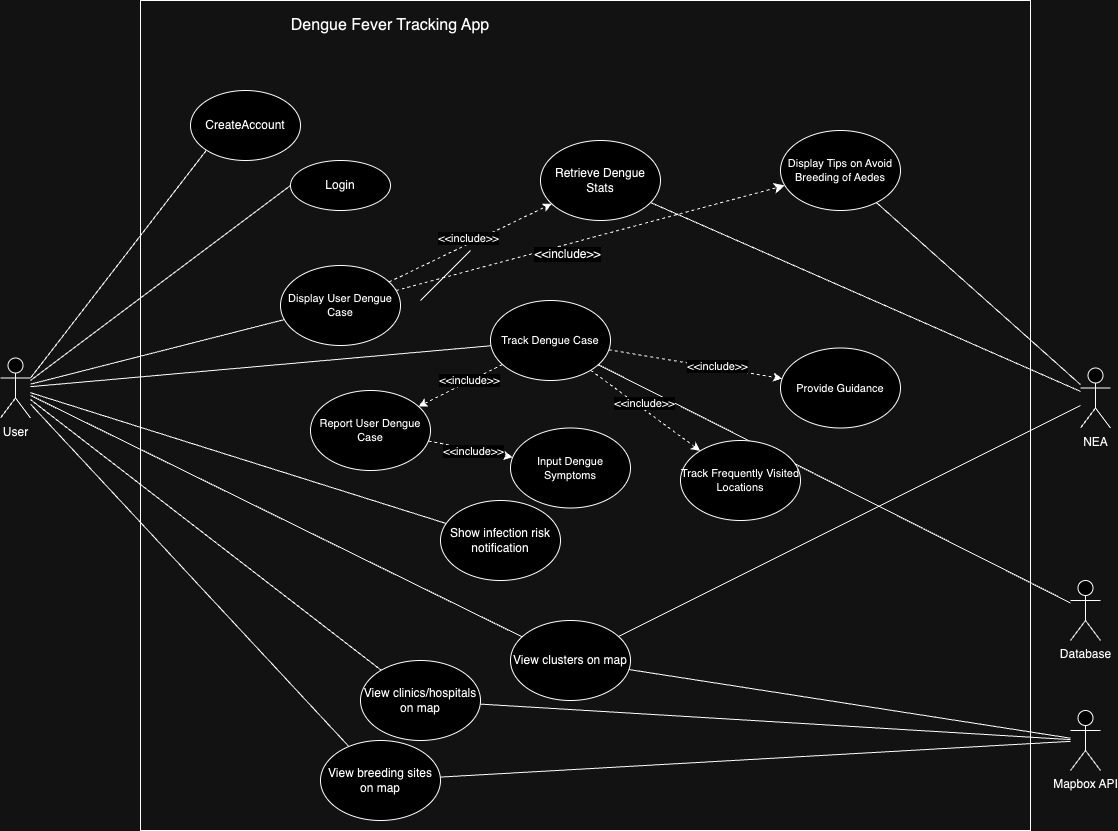 Dengue Fever Tracking App
CreateAccount
Login
Retrieve Dengue
Stats
Display Tips on Avoid
Breeding of Aedes
<<include>>
<<include>>
Display User Dengue
Case
Track Dengue Case
<<include>>
<<include>>
<<include>>
Provide Guidance
User
NEA
Report User Dengue
Case
<<include>>
Input Dengue
Symptoms
Track Frequently Visited
Locations
Show infection risk
notification
View clusters on map
Database
View clinics/hospitals
on map
View breeding sites
on map
Mapbox API